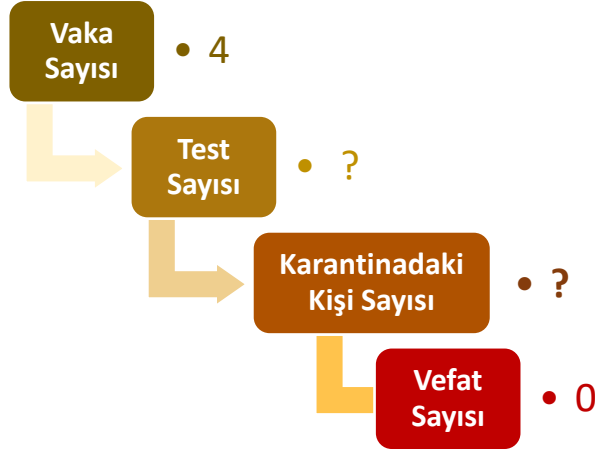 Vaka
Sayısı
• 4
Test
Sayısı
• ?
Karantinadaki
Kişi Sayısı
• ?
Vefat
Sayısı
• 0